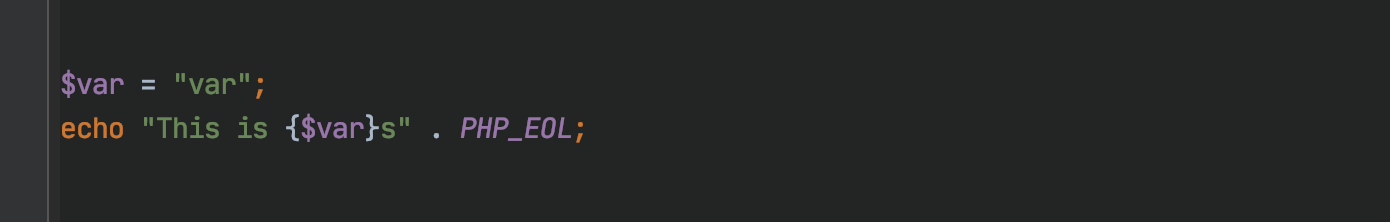 $var = "var";
echo "This is {$var}s" . PHP_EOL;